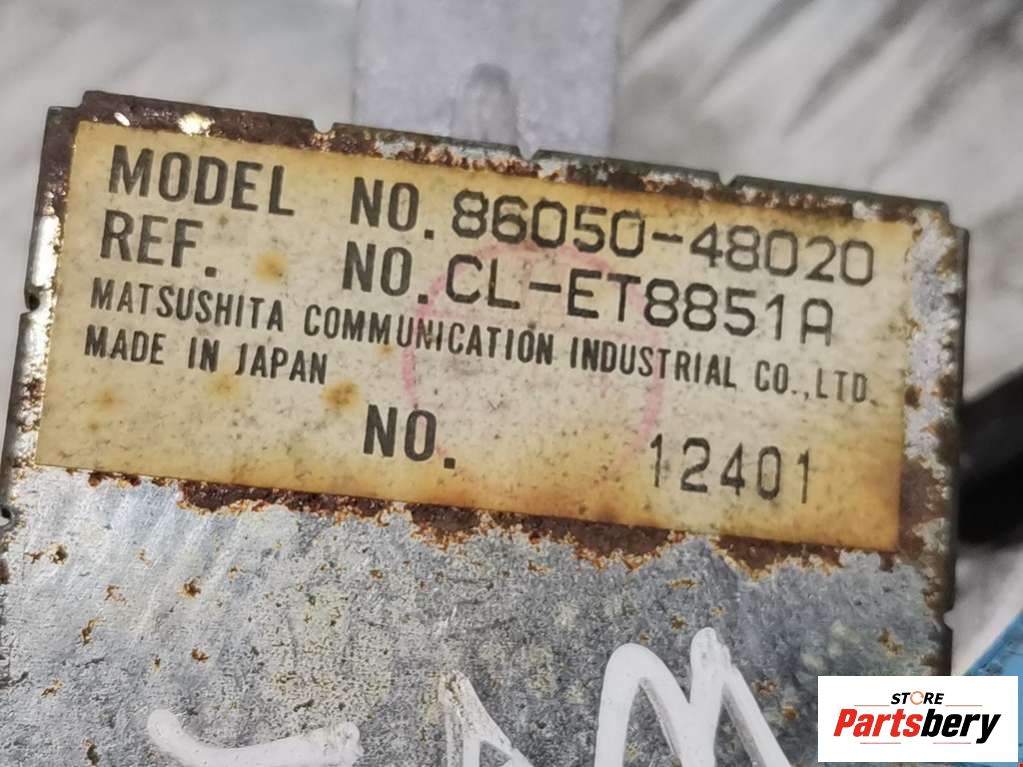 MODEL NO. 86050-48020
REF. NO. CL-ET8851A
MATSUSHITA COMMUNICATION INDUSTRIAL CO.,LTD.
MADE IN JAPAN
NO. 12401
STORE
Partsbery